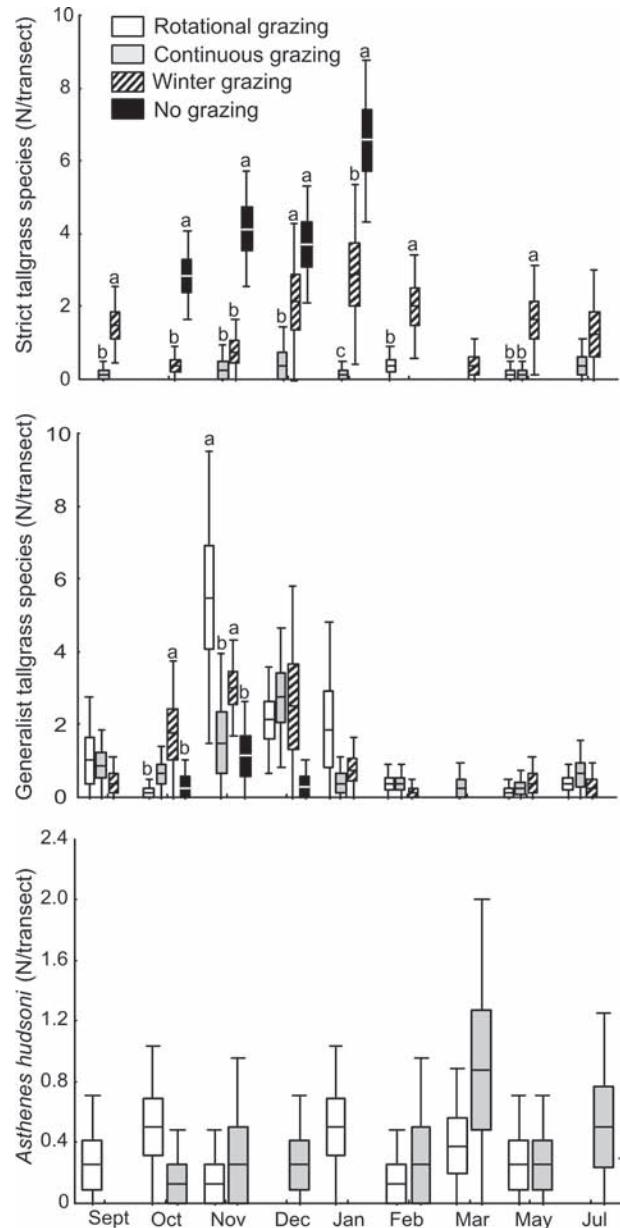 Strict tallgrass species (N/transect)
10
8
6
4
2
0
Rotational grazing
Continuous grazing
Winter grazing
No grazing
b a b a b b a b a a c b a b a b b a
Generalist tallgrass species (N/transect)
10
8
6
4
2
0
b a b a b a b
Asthenes hudsoni (N/transect)
2.4
2.0
1.6
1.2
0.8
0.4
0
Sept Oct Nov Dec Jan Feb Mar May Jul